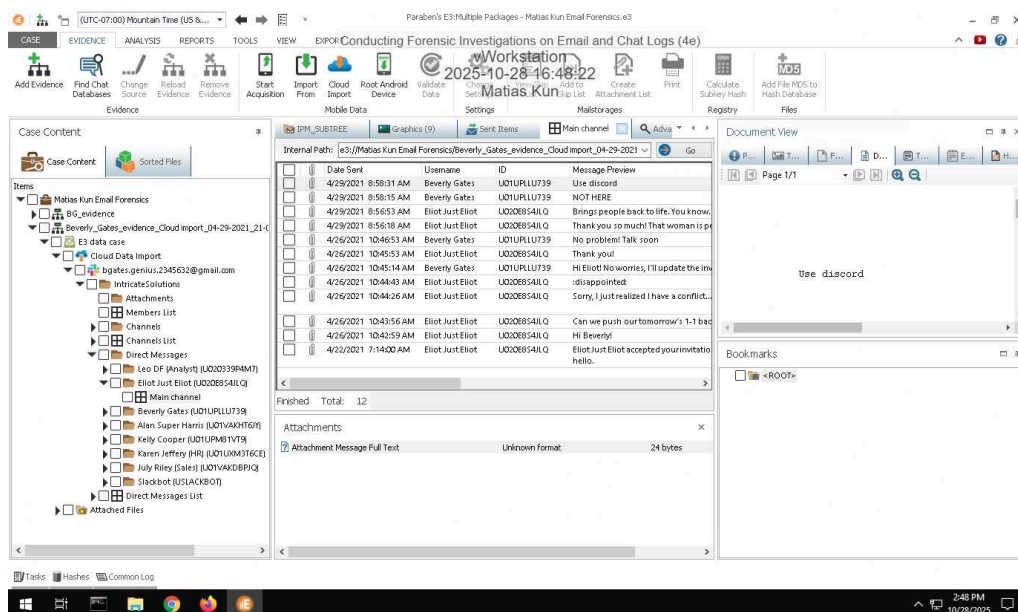 (UTC-07:00) Mountain Time (US &...
Paraben's E3:Multiple Packages - Matias Kun Email Forensics.e3
CASE EVIDENCE ANALYSIS REPORTS TOOLS VIEW EXPOR
Conducting Forensic Investigations on Email and Chat Logs (4e)
vWorkstation
2025-10-28 16:48:22
Matias Kun
Add Evidence
Find Chat Databases
Change Source
Reload Evidence
Remove Evidence
Start Acquisition
Import From
Cloud Import
Root Android Device
Validate Data
Add to Skip List
Create Attachment List
Print
Calculate Subkey Hash
Add File MD5 to Hash Database
Evidence
Mobile Data
Settings
Mailstorages
Registry
Files
Case Content
Case Content
Sorted Files
Items
Matias Kun Email Forensics
BG_evidence
Beverly_Gates_evidence_Cloud import_04-29-2021_21-0
E3 data case
Cloud Data Import
bgates.genius.2345632@gmail.com
IntricateSolutions
Attachments
Members List
Channels
Channels List
Direct Messages
Leo DF (Analyst) (U020339P4M7)
Eliot Just Eliot (U020E8S4JLQ)
Main channel
Beverly Gates (U01UPLLU739)
Alan Super Harris (U01VAKHT6JY)
Kelly Cooper (U01UPM81VT9)
Karen Jeffery (HR) (U01UXM3T6CE)
July Riley (Sales) (U01VAKDBPJQ)
Slackbot (USLACKBOT)
Direct Messages List
Attached Files
IPM_SUBTREE
Graphics (9)
Sent Items
Main channel
Adva
Internal Path: e3://Matias Kun Email Forensics/Beverly_Gates_evidence_Cloud import_04-29-2021
Go
Date Sent Username ID Message Preview
4/29/2021 8:58:31 AM Beverly Gates U01UPLLU739 Use discord
4/29/2021 8:58:15 AM Beverly Gates U01UPLLU739 NOT HERE
4/29/2021 8:56:53 AM Eliot Just Eliot U020E8S4JLQ Brings people back to life. You know.
4/29/2021 8:56:18 AM Eliot Just Eliot U020E8S4JLQ Thank you so much! That woman is pe
4/26/2021 10:46:53 AM Beverly Gates U01UPLLU739 No problem! Talk soon
4/26/2021 10:45:53 AM Eliot Just Eliot U020E8S4JLQ Thank you!
4/26/2021 10:45:14 AM Beverly Gates U01UPLLU739 Hi Eliot! No worries, I'll update the inv
4/26/2021 10:44:43 AM Eliot Just Eliot U020E8S4JLQ :disappointed:
4/26/2021 10:44:26 AM Eliot Just Eliot U020E8S4JLQ Sorry, I just realized I have a conflict...
4/26/2021 10:43:56 AM Eliot Just Eliot U020E8S4JLQ Can we push our tomorrow's 1-1 bac
4/26/2021 10:42:59 AM Eliot Just Eliot U020E8S4JLQ Hi Beverly!
4/22/2021 7:14:00 AM Eliot Just Eliot U020E8S4JLQ Eliot Just Eliot accepted your invitatio
hello.
Finished Total: 12
Attachments
Attachment Message Full Text Unknown format 24 bytes
Document View
P... T... F... D... T... E... H...
Page 1/1
Use discord
Bookmarks
<ROOT>
Tasks Hashes Common Log
2:48 PM
10/28/2025